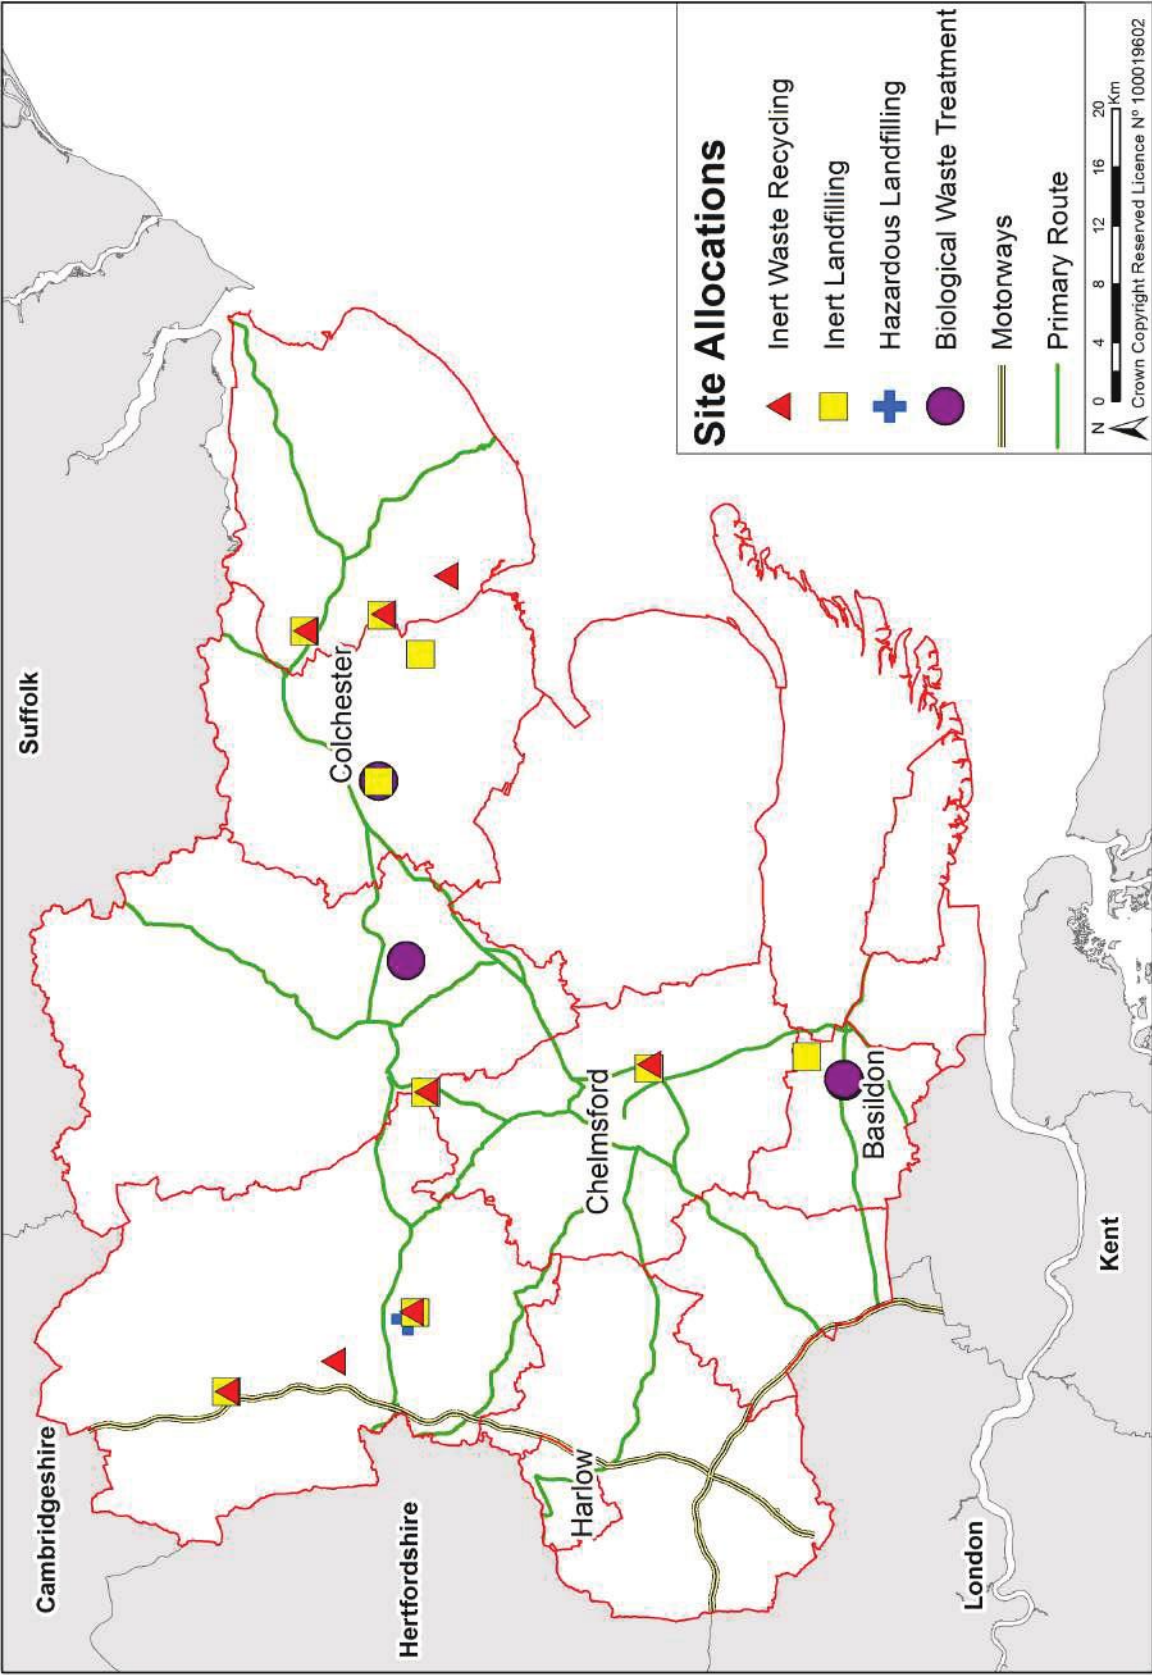 Cambridgeshire
Suffolk
Hertfordshire
Colchester
Harlow
Chelmsford
Basildon
London
Kent
Site Allocations
Inert Waste Recycling
Inert Landfilling
Hazardous Landfilling
Biological Waste Treatment
Motorways
Primary Route
N 0 4 8 12 16 20 Km
Crown Copyright Reserved Licence Nº 100019602